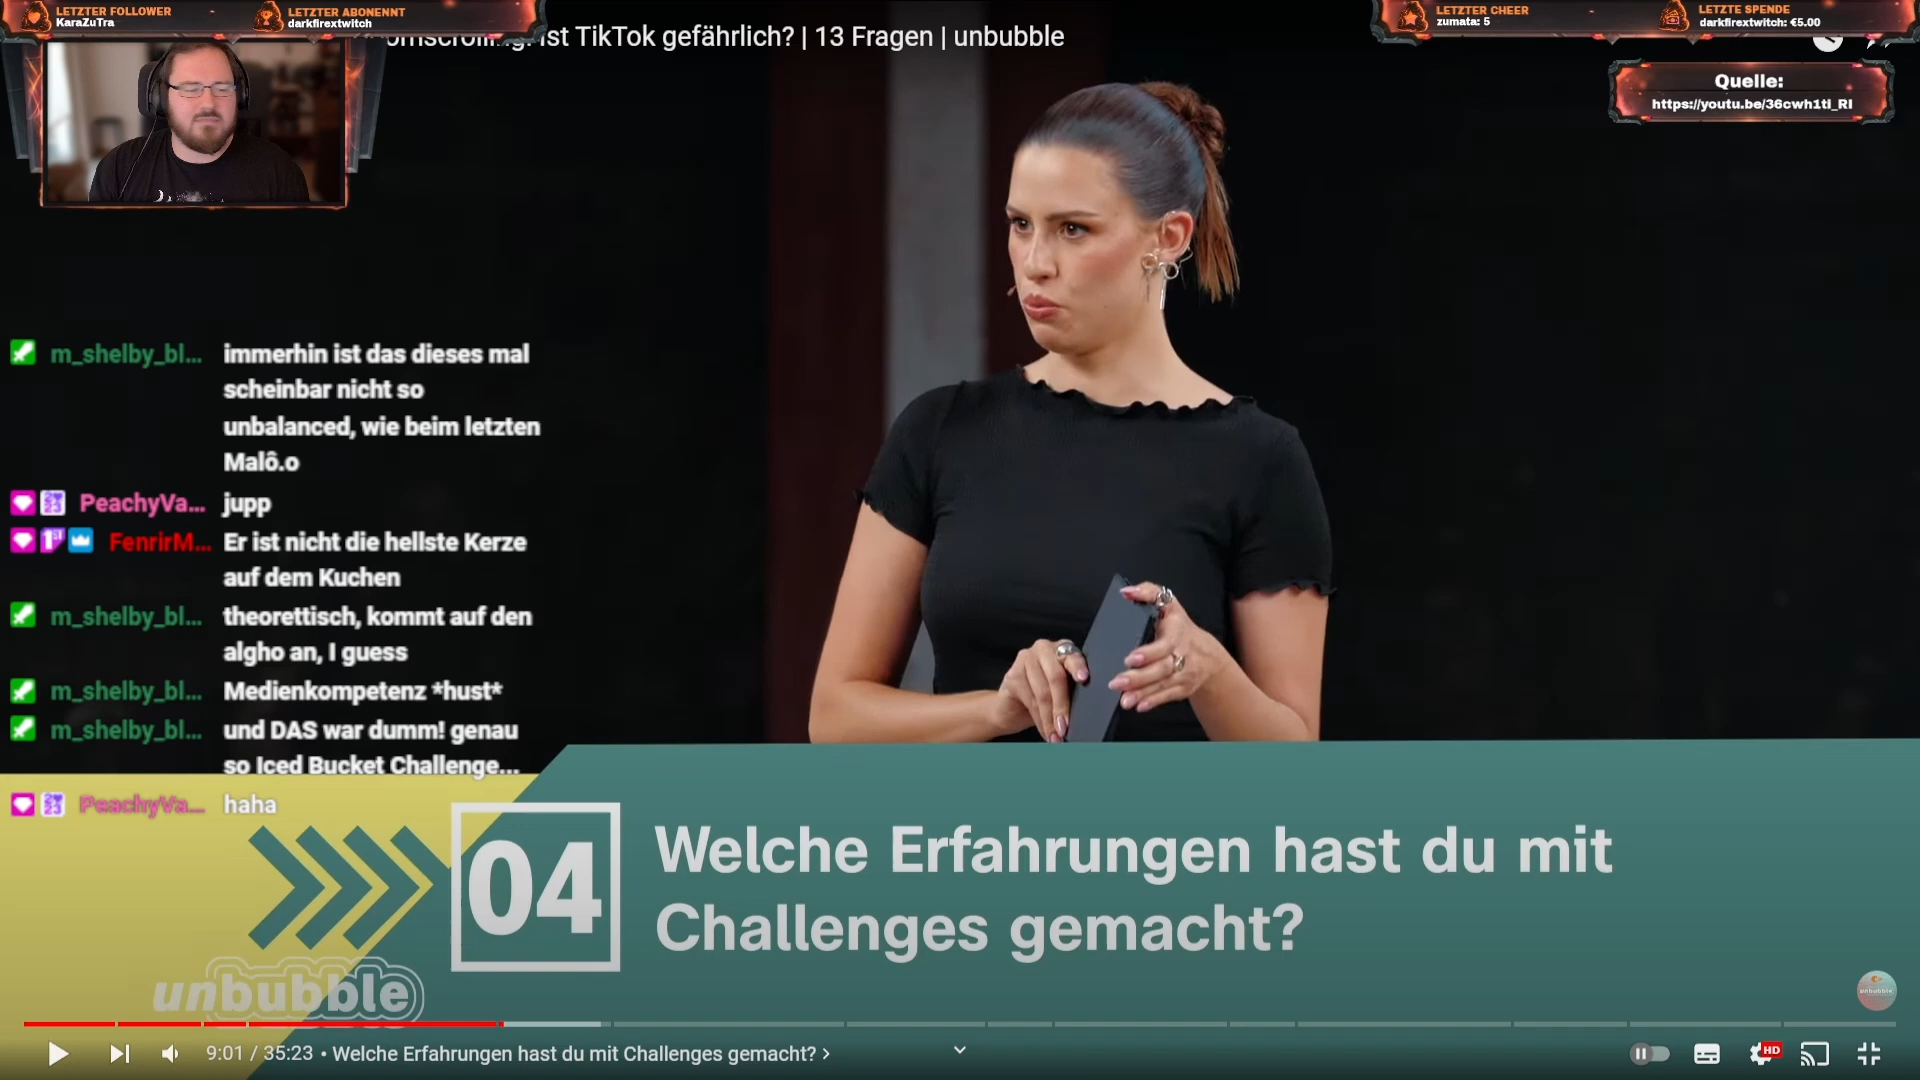 LETZTER FOLLOWER
KaraZuTra
LETZTER ABONNENT
darkfirextwitch
LETZTER CHEER
zumata: 5
LETZTE SPENDE
darkfirextwitch: €5.00
ist TikTok gefährlich? | 13 Fragen | unbubble
Quelle:
https://youtu.be/36cwh1ti_RI
m_shelby_bl... immerhin ist das dieses mal
scheinbar nicht so
unbalanced, wie beim letzten
Malô.o
PeachyVa... jupp
FenrirM... Er ist nicht die hellste Kerze
auf dem Kuchen
m_shelby_bl... theorettisch, kommt auf den
algho an, I guess
m_shelby_bl... Medienkompetenz *hust*
m_shelby_bl... und DAS war dumm! genau
so Iced Bucket Challenge...
PeachyVa... haha
04
Welche Erfahrungen hast du mit
Challenges gemacht?
unbubble
unbubble
9:01 / 35:23 • Welche Erfahrungen hast du mit Challenges gemacht? >
HD